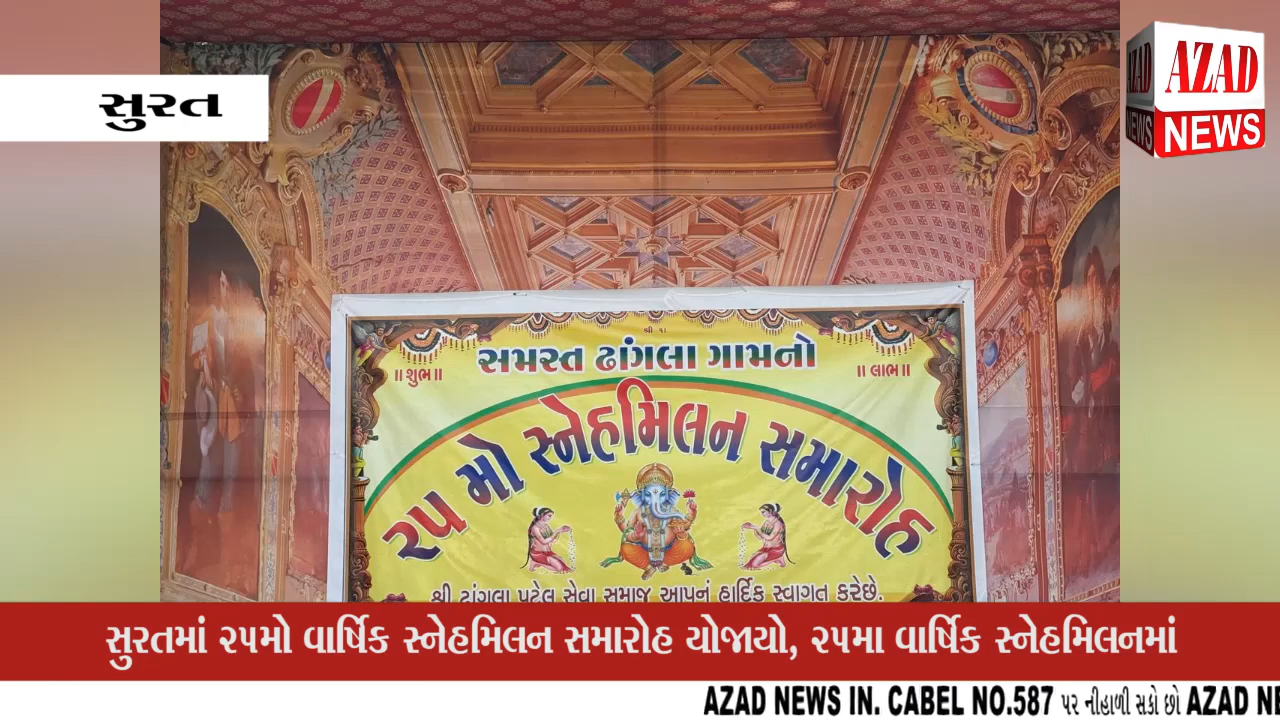 સુરત
AZAD
NEWS
AZAD
NEWS
શ્રી ૧ા
સમસ્ત ઢાંગલા ગામનો
॥ શુભ॥
॥ લાભ॥
૨૫ મો સ્નેહમિલન સમારોહ
શ્રી ઢાંગલા પટેલ સેવા સમાજ આપનું હાર્દિક સ્વાગત કરેછે.
સુરતમાં ૨૫મો વાર્ષિક સ્નેહમિલન સમારોહ યોજાયો, ૨૫મા વાર્ષિક સ્નેહમિલનમાં
AZAD NEWS IN. CABEL NO.587 પર નીહાળી સકો છો AZAD NE